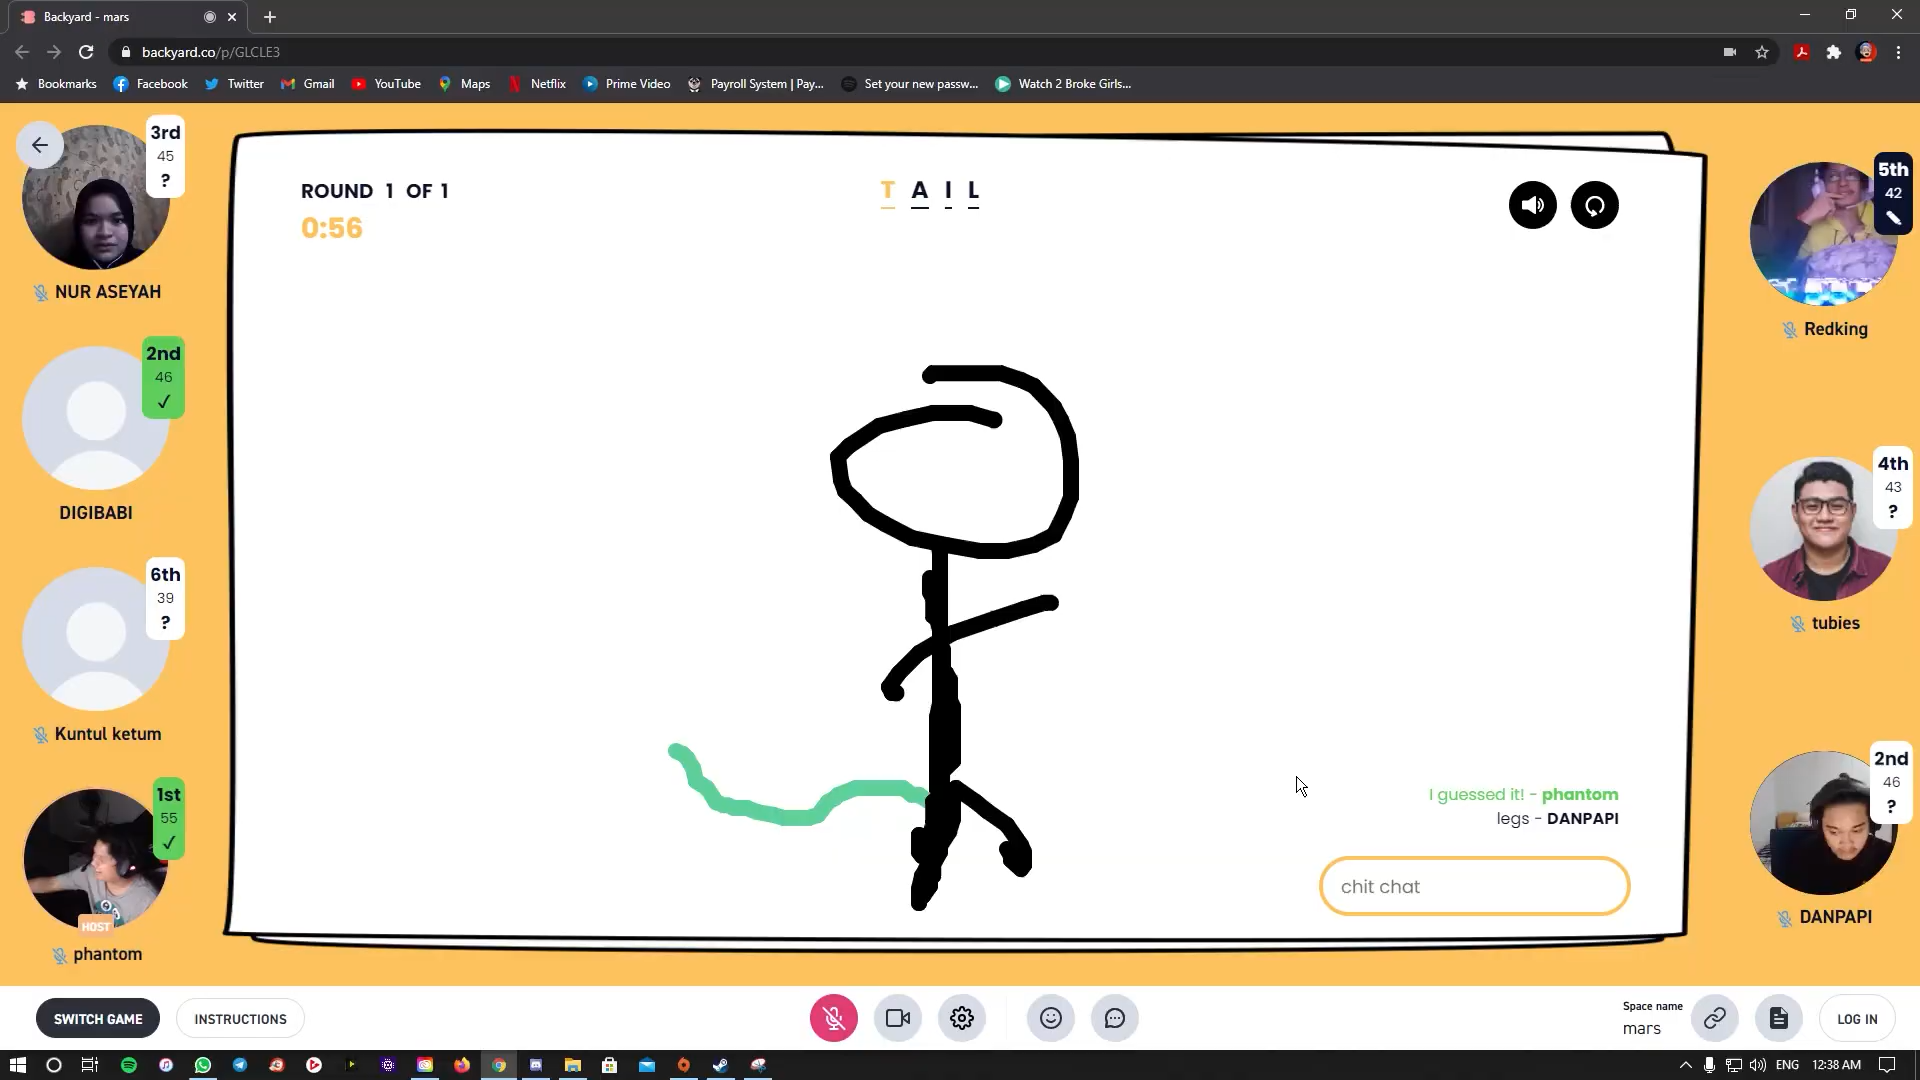 Backyard - mars
backyard.co/p/GLCLE3
Bookmarks Facebook Twitter Gmail YouTube Maps Netflix Prime Video Payroll System | Pay... Set your new passw... Watch 2 Broke Girls...
3rd
45
?
NUR ASEYAH
2nd
46
✓
DIGIBABI
6th
39
?
Kuntul ketum
1st
55
✓
HOST
phantom
ROUND 1 OF 1
0:56
T A I L
I guessed it! - phantom
legs - DANPAPI
chit chat
5th
42
Redking
4th
43
?
tubies
2nd
46
?
DANPAPI
SWITCH GAME
INSTRUCTIONS
Space name
mars
LOG IN
ENG
12:38 AM